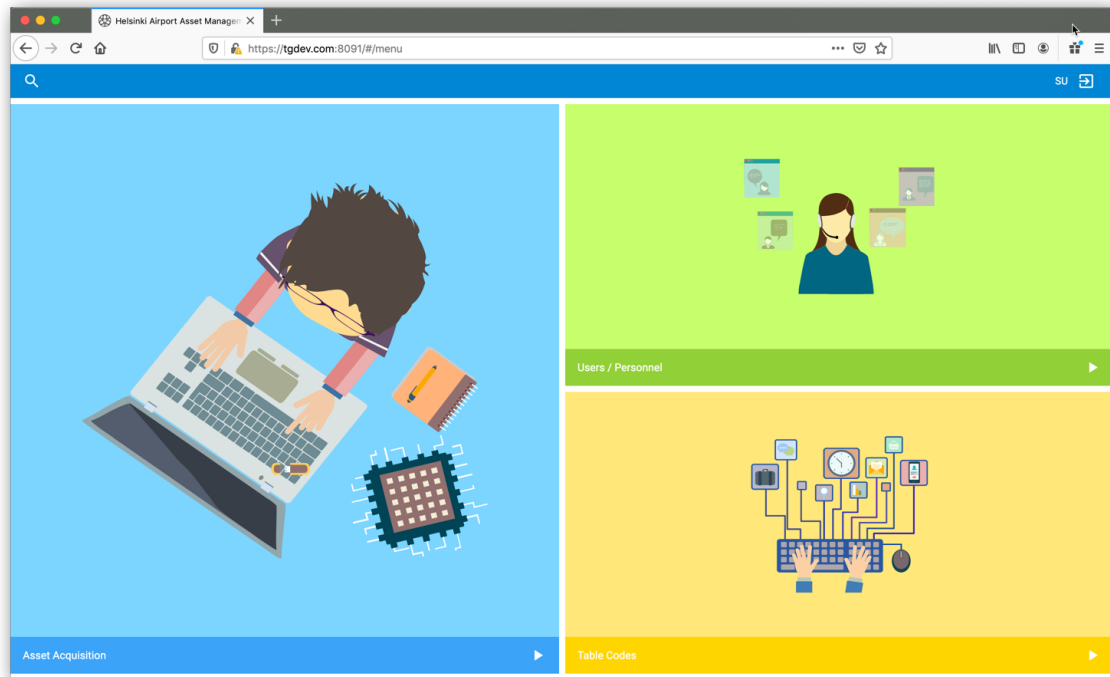 Helsinki Airport Asset Managem
https://tgdev.com:8091/#/menu
SU
Users / Personnel
Asset Acquisition
Table Codes